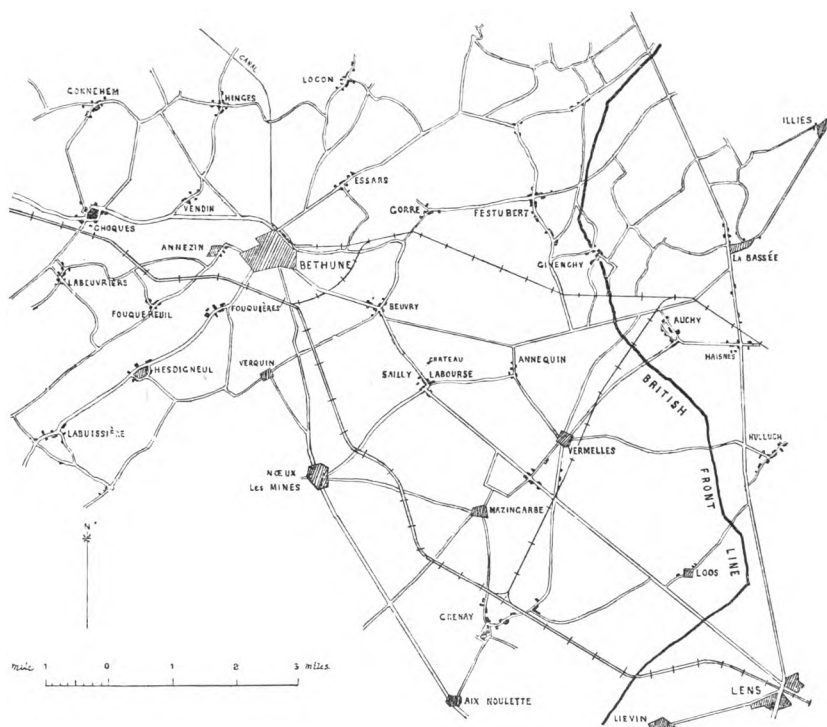 CANAL
LOCON
GONNEHEM
HINGES
ILLIES
ESSARS
VENDIN
GORRE
FESTUBERT
CHOQUES
ANNEZIN
BETHUNE
GIVENCHY
LA BASSÉE
LABEUVRIERS
FOUQUEREUIL
FOUQUIÈRES
BEUVRY
AUCHY
HAISNES
HESDIGNEUL
VERQUIN
CHATEAU
SAILLY LABOURSE
ANNEQUIN
BRITISH
LABUISSIÈRE
HULLUCH
VERMELLES
NŒUX
Les MINES
FRONT
MAZINGARBE
N
LINE
LOOS
GRENAY
mile 1 0 1 2 3 miles
LENS
AIX NOULETTE
LIEVIN